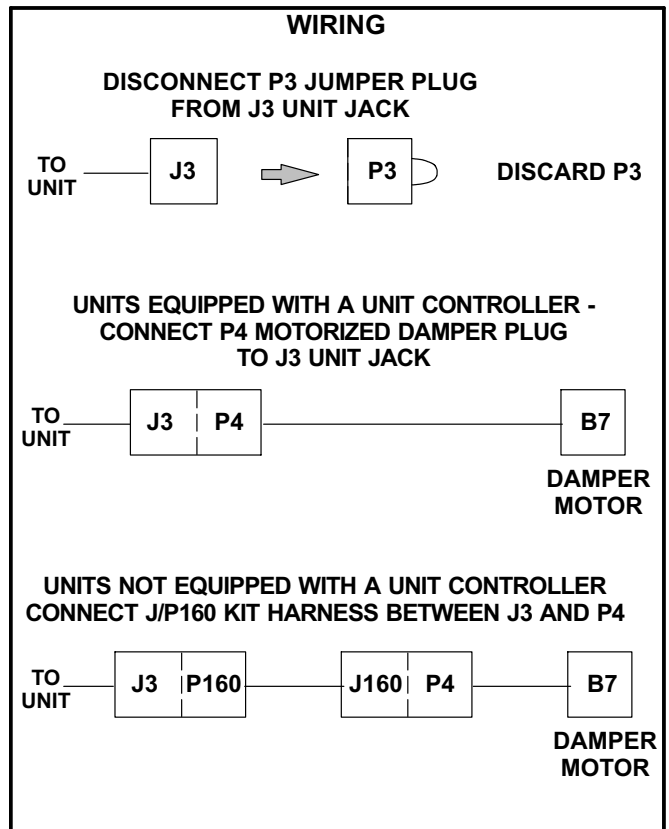 WIRING
DISCONNECT P3 JUMPER PLUG
FROM J3 UNIT JACK
TO
UNIT
J3
P3
DISCARD P3
UNITS EQUIPPED WITH A UNIT CONTROLLER -
CONNECT P4 MOTORIZED DAMPER PLUG
TO J3 UNIT JACK
TO
UNIT
J3
P4
B7
DAMPER
MOTOR
UNITS NOT EQUIPPED WITH A UNIT CONTROLLER
CONNECT J/P160 KIT HARNESS BETWEEN J3 AND P4
TO
UNIT
J3
P160
J160
P4
B7
DAMPER
MOTOR